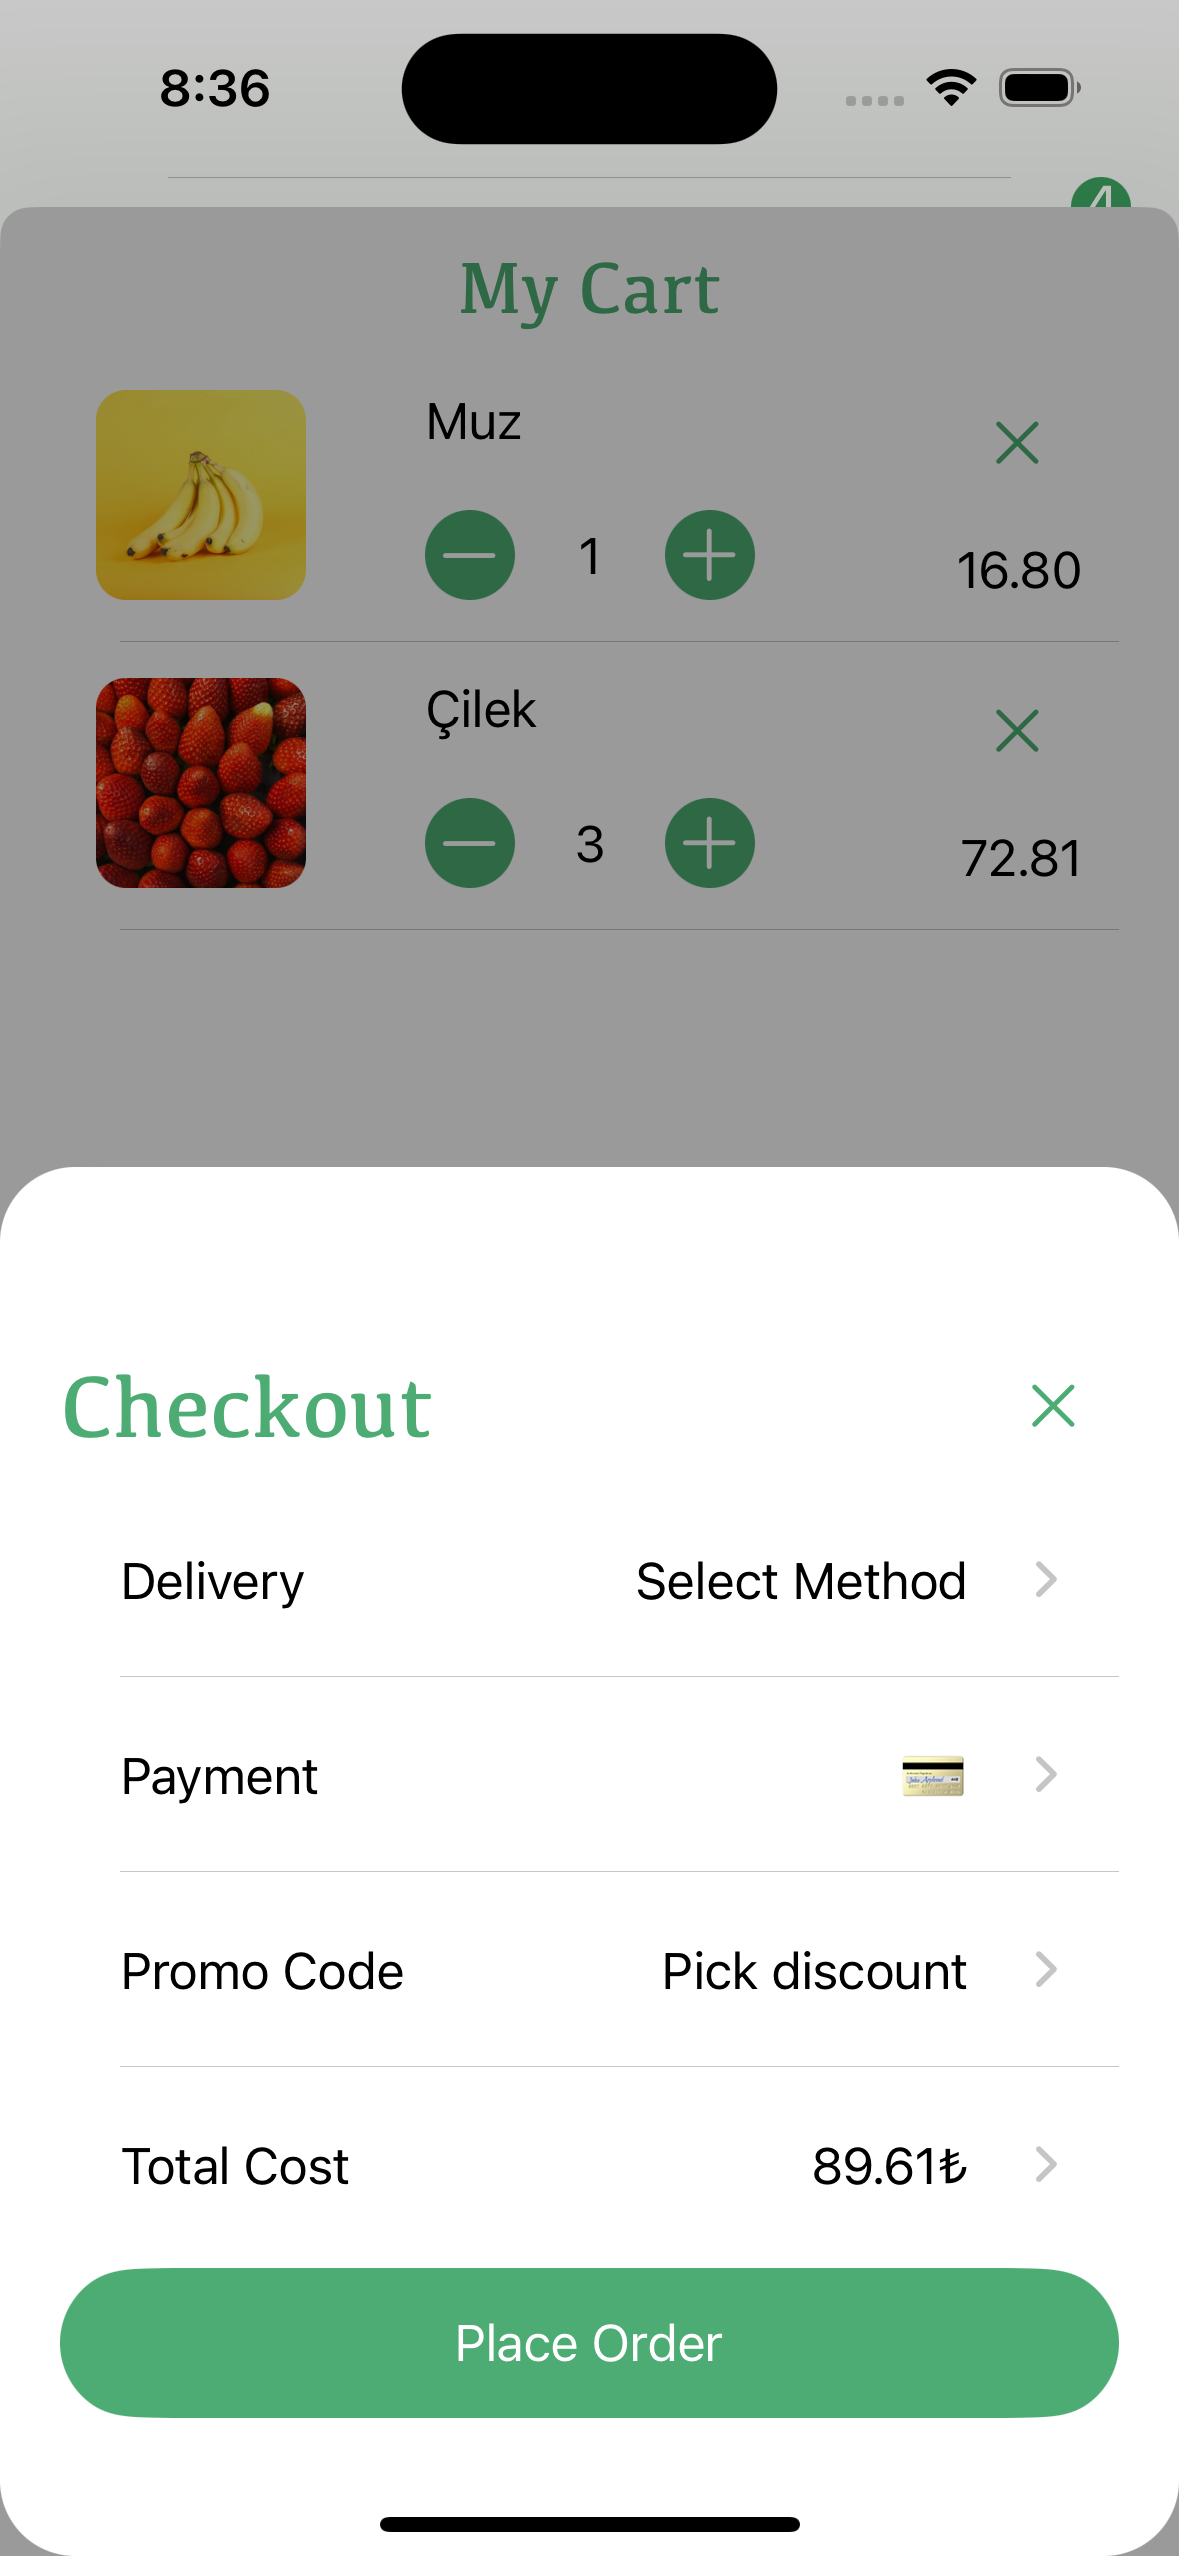 8:36
4
My Cart
Muz
1
16.80
Çilek
3
72.81
Checkout
Delivery Select Method
Payment
Promo Code Pick discount
Total Cost 89.61₺
Place Order